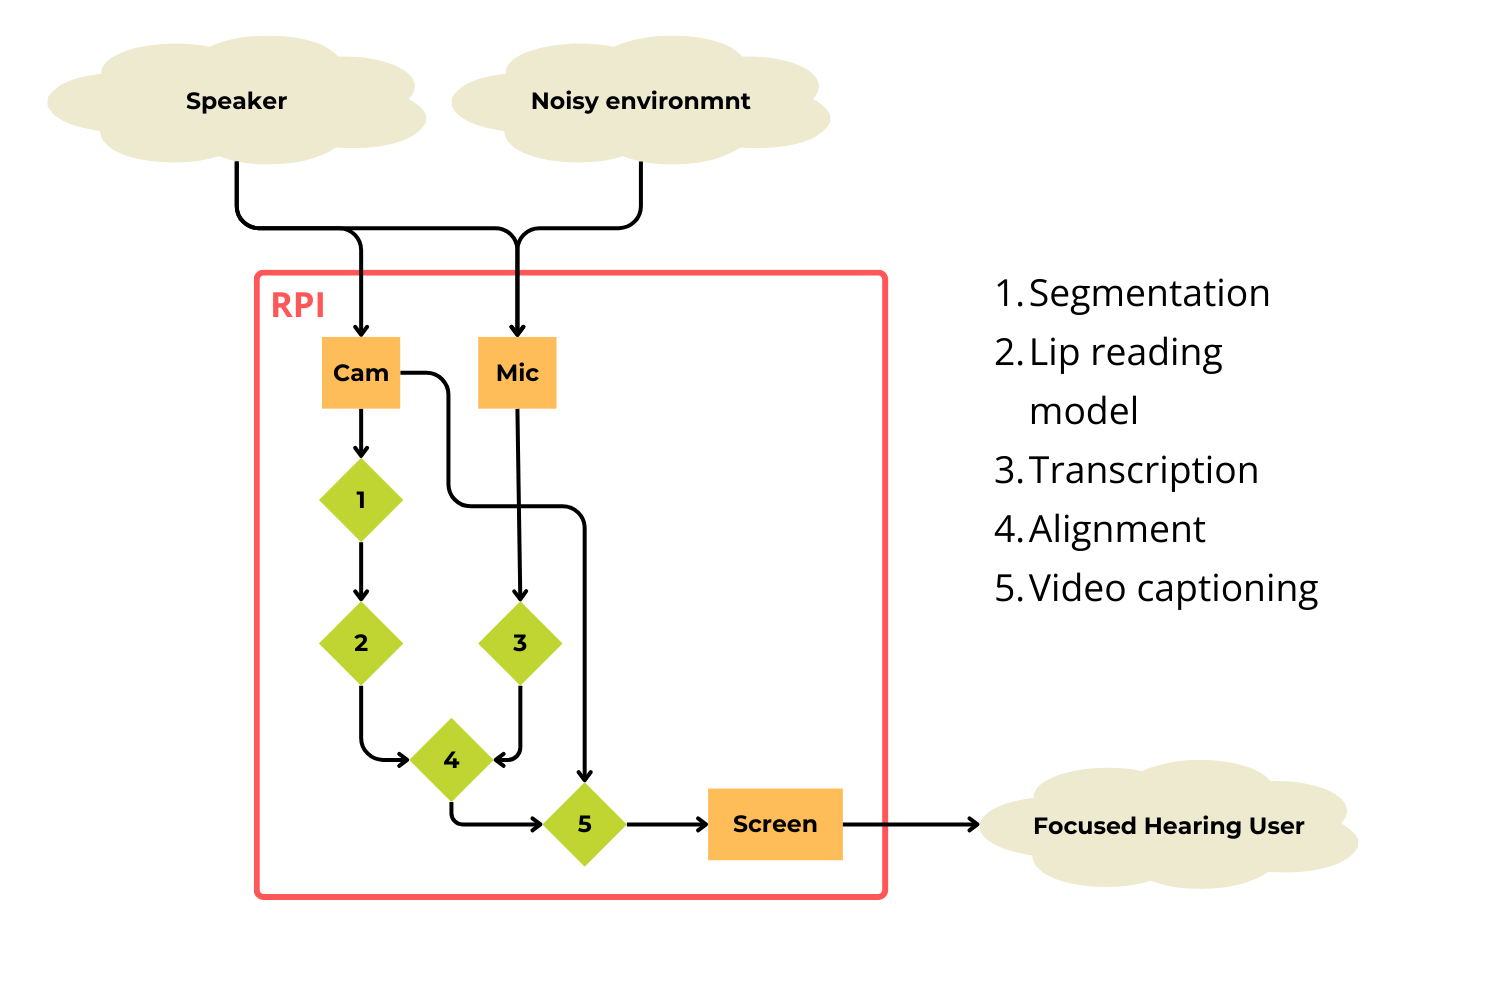 Speaker
Noisy environmnt
RPI
Cam
Mic
1
2
3
4
5
Screen
Focused Hearing User
1. Segmentation
2. Lip reading
model
3. Transcription
4. Alignment
5. Video captioning